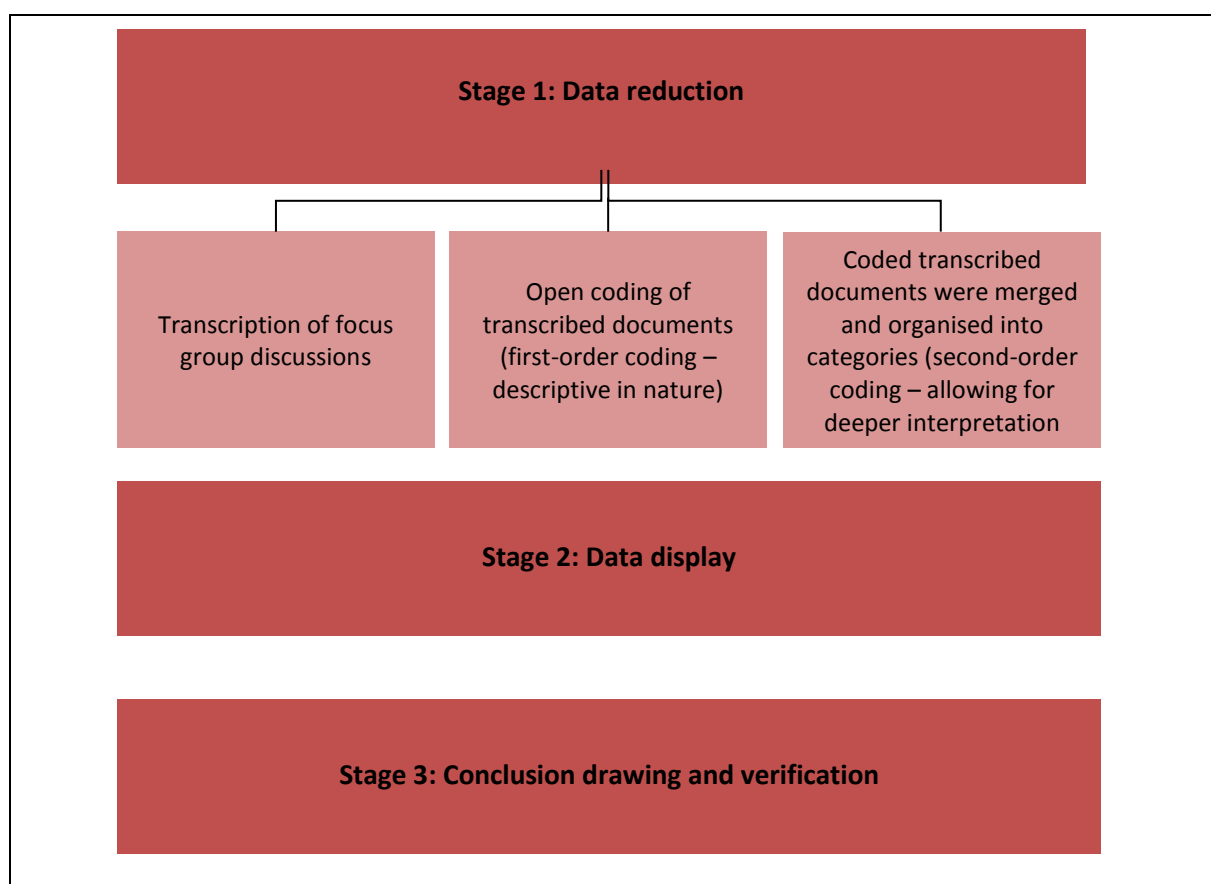 Stage 1: Data reduction
Transcription of focus
group discussions
Open coding of
transcribed documents
(first-order coding –
descriptive in nature)
Coded transcribed
documents were merged
and organised into
categories (second-order
coding – allowing for
deeper interpretation
Stage 2: Data display
Stage 3: Conclusion drawing and verification